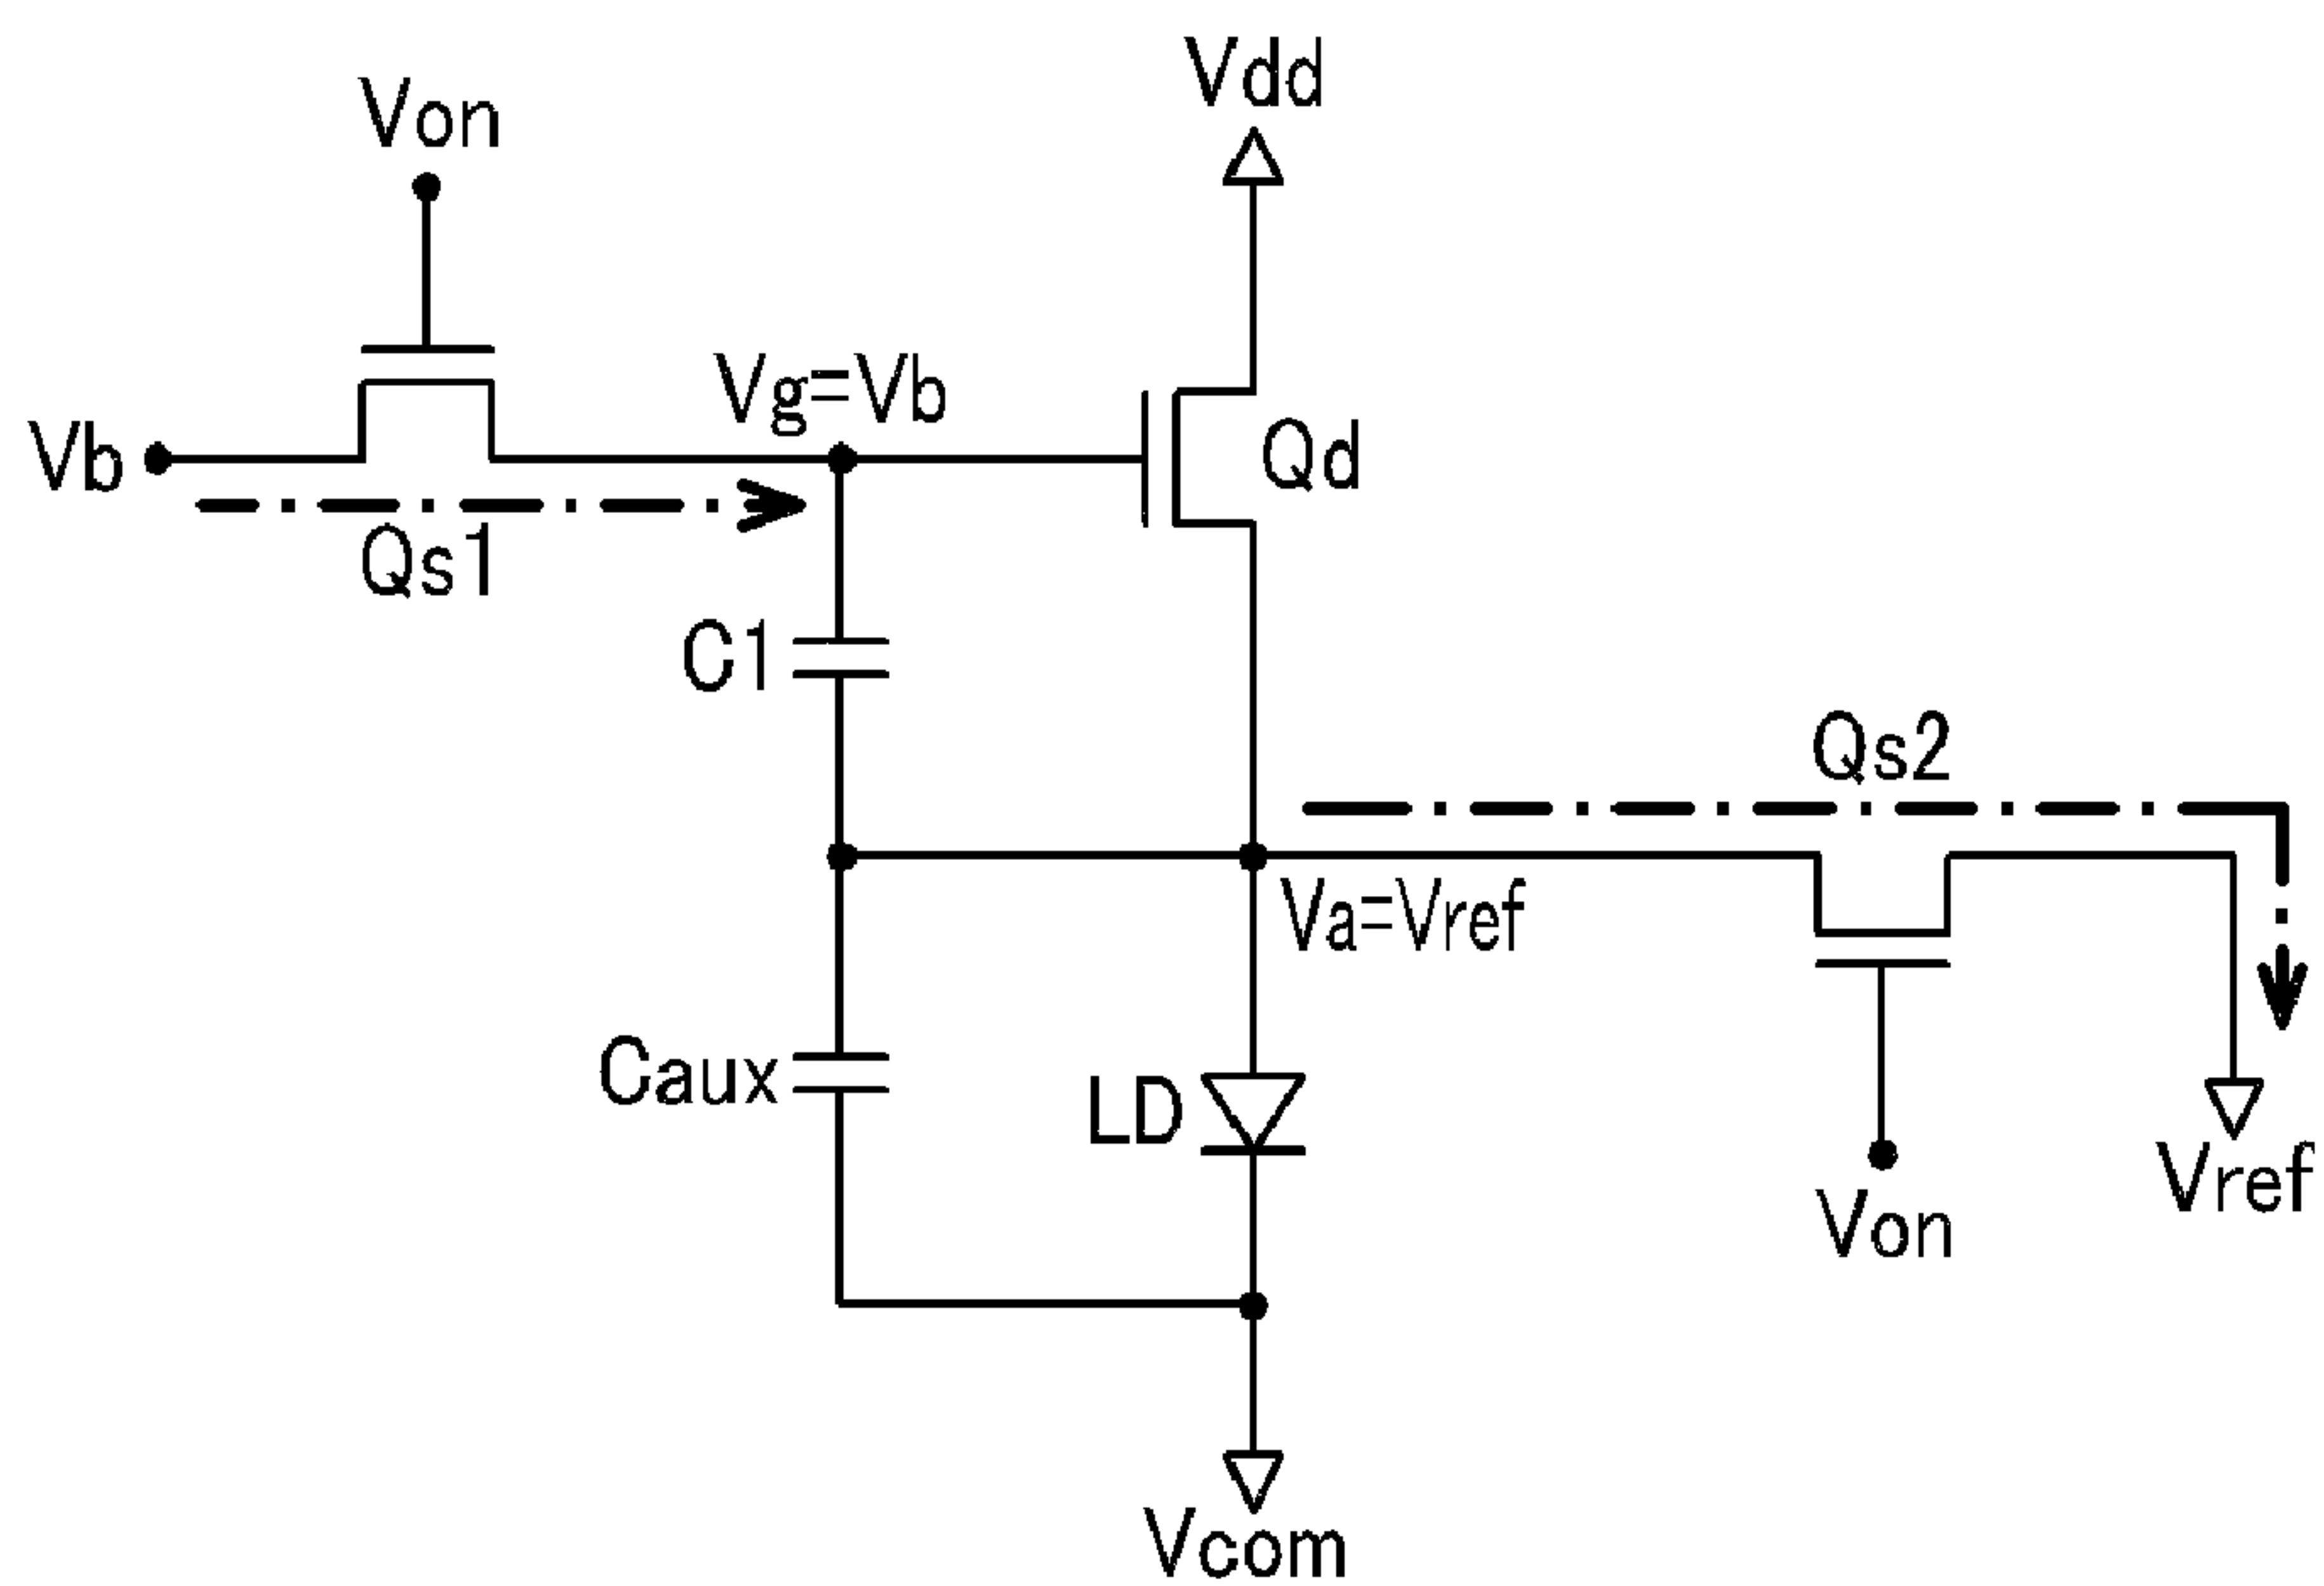 Vdd
Von
Vg=Vb
Vb
Qd
Qs1
C1
Qs2
Va=Vref
Caux
LD
Vref
Von
Vcom